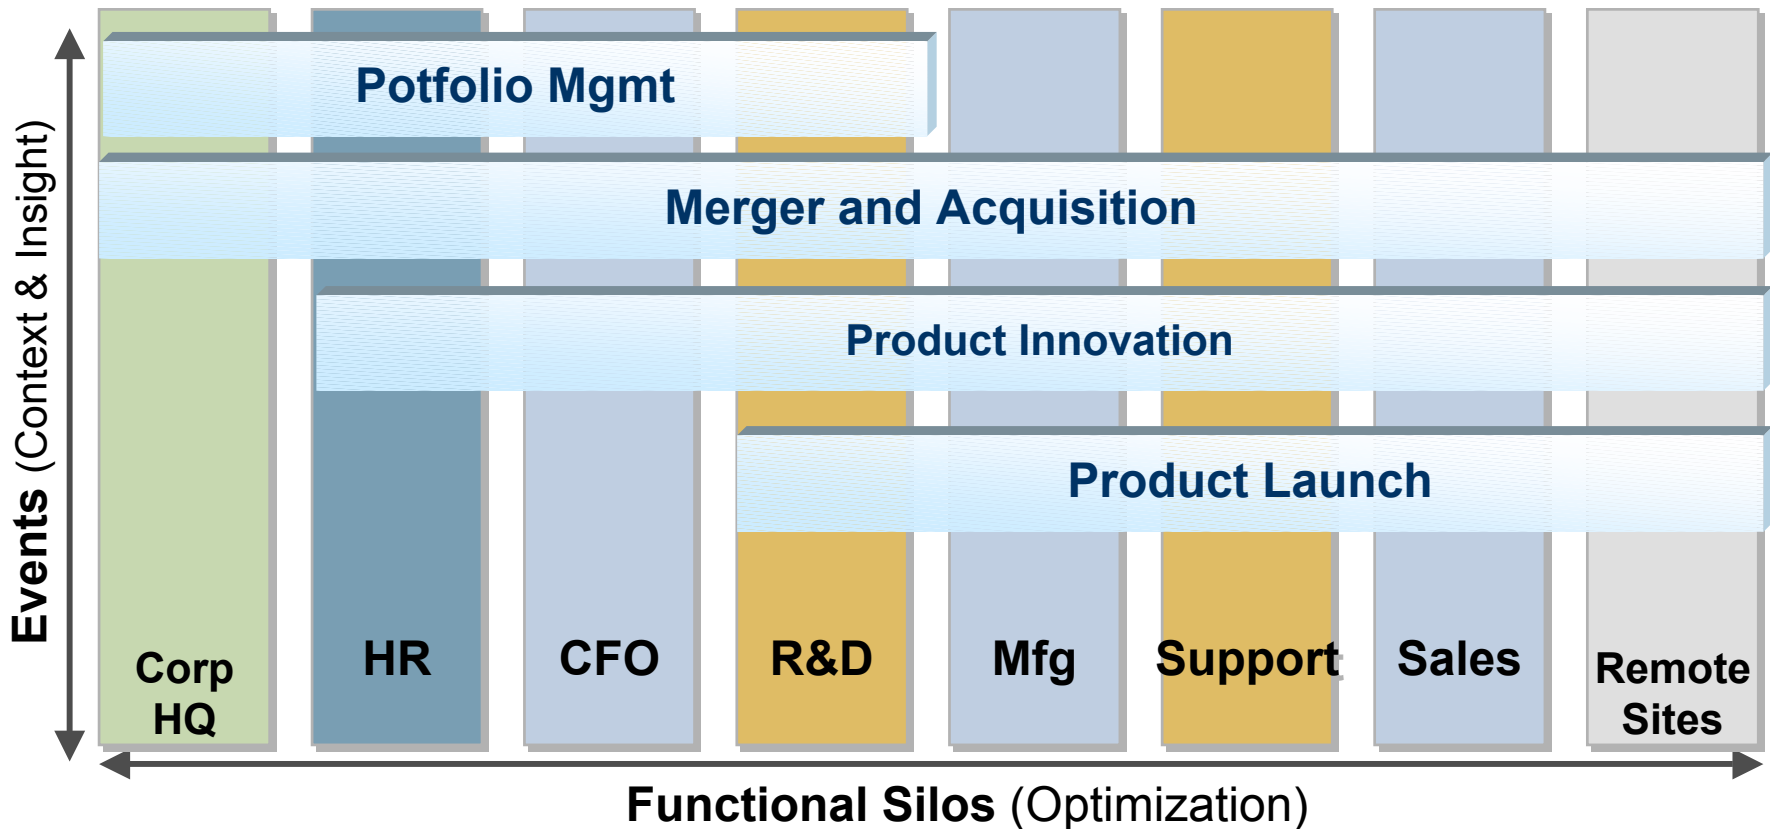 Potfolio Mgmt
Merger and Acquisition
Product Innovation
Product Launch
Events (Context & Insight)
Corp
HQ
HR
CFO
R&D
Mfg
Support
Sales
Remote
Sites
Functional Silos (Optimization)